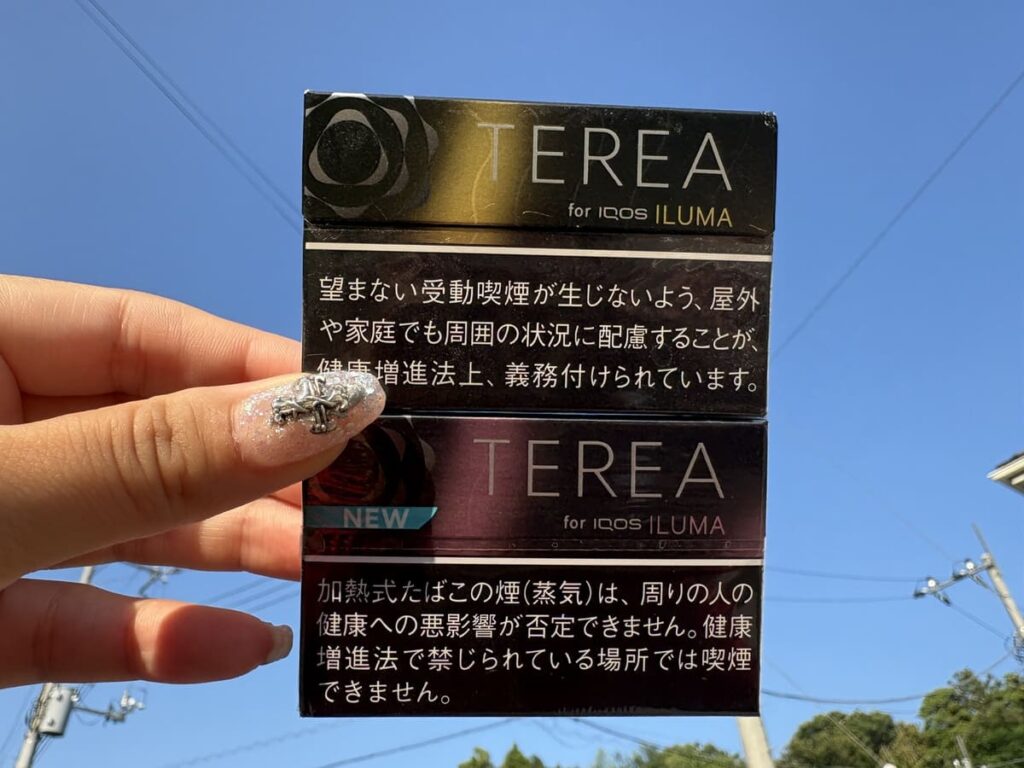 TEREA
for IQOS ILUMA
望まない受動喫煙が生じないよう、屋外
や家庭でも周囲の状況に配慮することが、
健康増進法上、義務付けられています。
TEREA
NEW
for IQOS ILUMA
加熱式たばこの煙(蒸気)は、周りの人の
健康への悪影響が否定できません。健康
増進法で禁じられている場所では喫煙
できません。